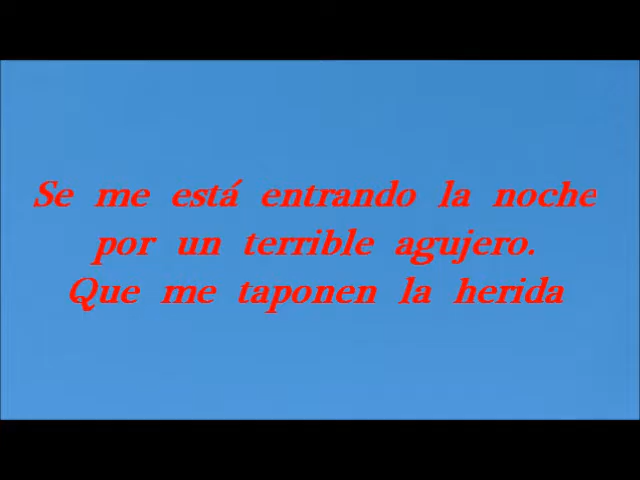 Se me está entrando la noche
por un terrible agujero.
Que me taponen la herida